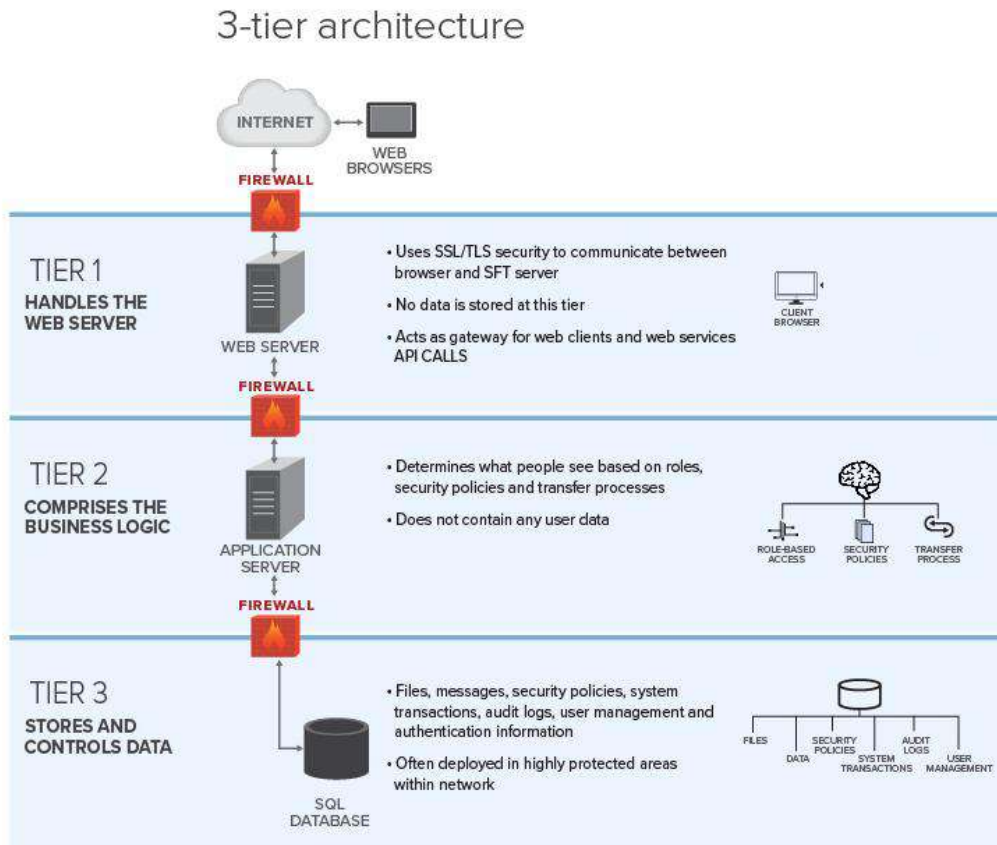 3-tier architecture
INTERNET
WEB
BROWSERS
FIREWALL
TIER 1
HANDLES THE
WEB SERVER
WEB SERVER
• Uses SSL/TLS security to communicate between
browser and SFT server
• No data is stored at this tier
• Acts as gateway for web clients and web services
API CALLS
CLIENT
BROWSER
FIREWALL
TIER 2
COMPRISES THE
BUSINESS LOGIC
APPLICATION
SERVER
• Determines what people see based on roles,
security policies and transfer processes
• Does not contain any user data
ROLE-BASED
ACCESS
SECURITY
POLICIES
TRANSFER
PROCESS
FIREWALL
TIER 3
STORES AND
CONTROLS DATA
SQL
DATABASE
• Files, messages, security policies, system
transactions, audit logs, user management and
authentication information
• Often deployed in highly protected areas
within network
FILES
DATA
SECURITY
POLICIES
SYSTEM
TRANSACTIONS
AUDIT
LOGS
USER
MANAGEMENT